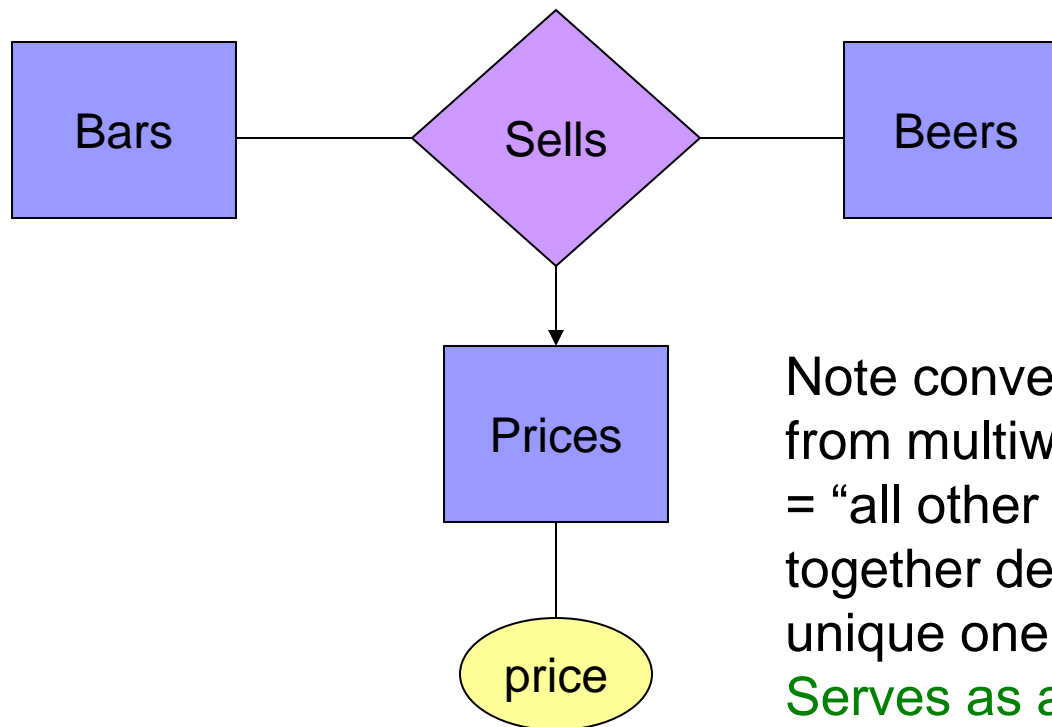 Bars
Sells
Beers
Prices
price
Note conve
from multiw
= “all other
together de
unique one
Serves as a